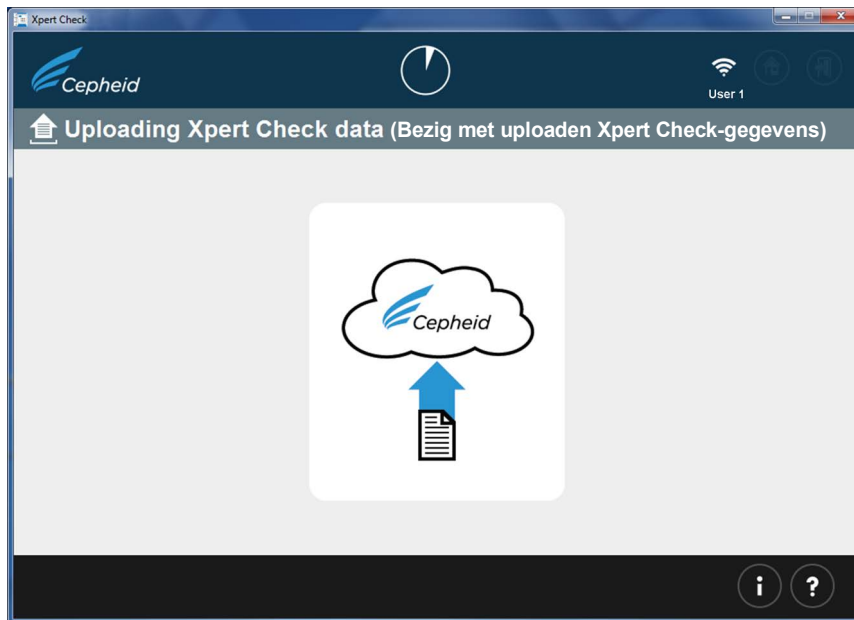 Xpert Check
Cepheid
User 1
Uploading Xpert Check data (Bezig met uploaden Xpert Check-gegevens)
Cepheid
i ?